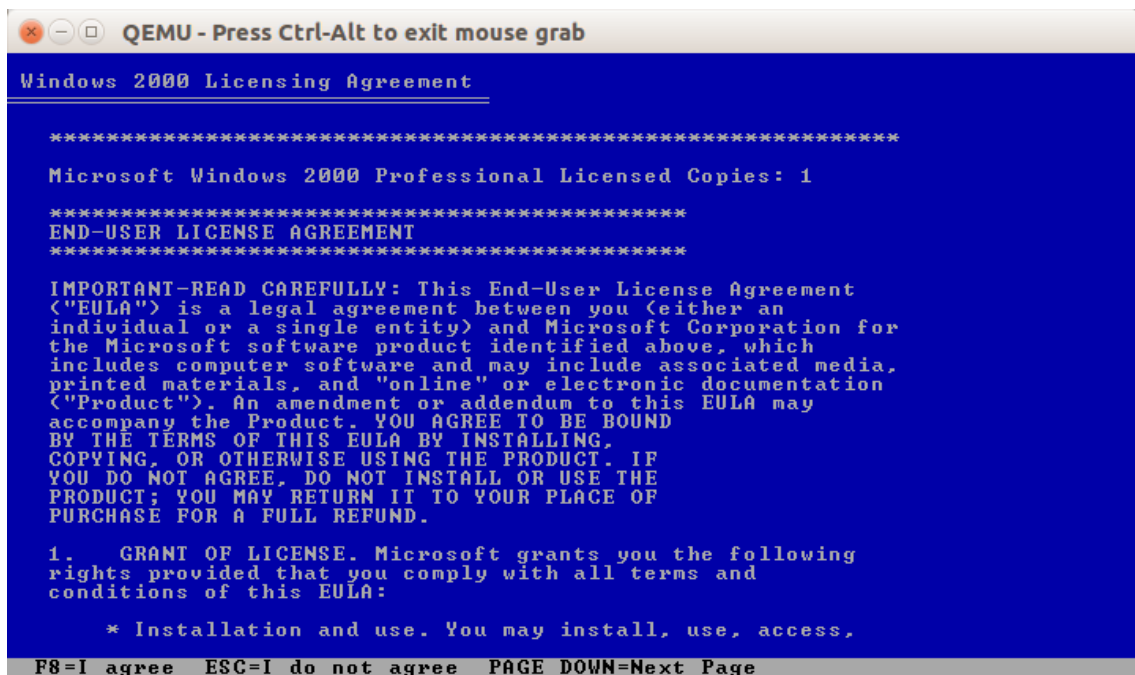 QEMU - Press Ctrl-Alt to exit mouse grab
Windows 2000 Licensing Agreement
************************************************************
Microsoft Windows 2000 Professional Licensed Copies: 1
*********************************************
END-USER LICENSE AGREEMENT
*********************************************
IMPORTANT-READ CAREFULLY: This End-User License Agreement
("EULA") is a legal agreement between you (either an
individual or a single entity) and Microsoft Corporation for
the Microsoft software product identified above, which
includes computer software and may include associated media,
printed materials, and "online" or electronic documentation
("Product"). An amendment or addendum to this EULA may
accompany the Product. YOU AGREE TO BE BOUND
BY THE TERMS OF THIS EULA BY INSTALLING,
COPYING, OR OTHERWISE USING THE PRODUCT. IF
YOU DO NOT AGREE, DO NOT INSTALL OR USE THE
PRODUCT; YOU MAY RETURN IT TO YOUR PLACE OF
PURCHASE FOR A FULL REFUND.
1. GRANT OF LICENSE. Microsoft grants you the following
rights provided that you comply with all terms and
conditions of this EULA:
* Installation and use. You may install, use, access,
F8=I agree ESC=I do not agree PAGE DOWN=Next Page